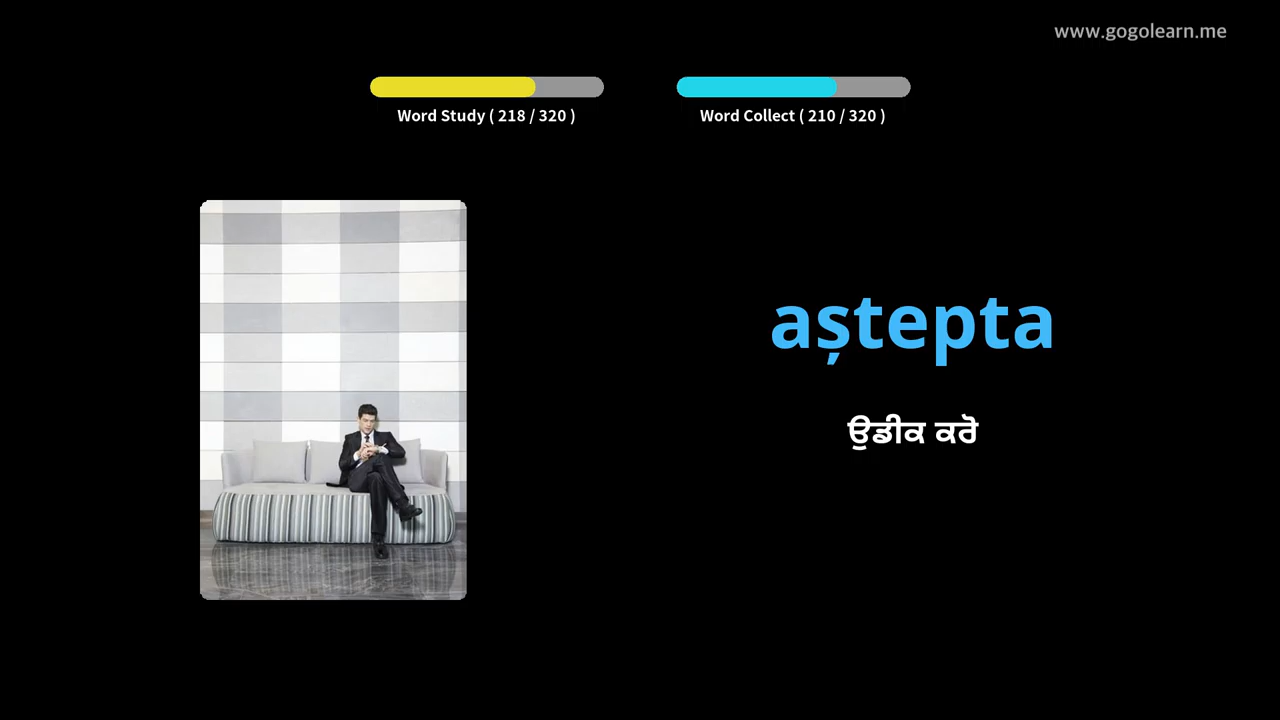 www.gogolearn.me
Word Study ( 218 / 320 )
Word Collect ( 210 / 320 )
aștepta
ਉਡੀਕ ਕਰੋ